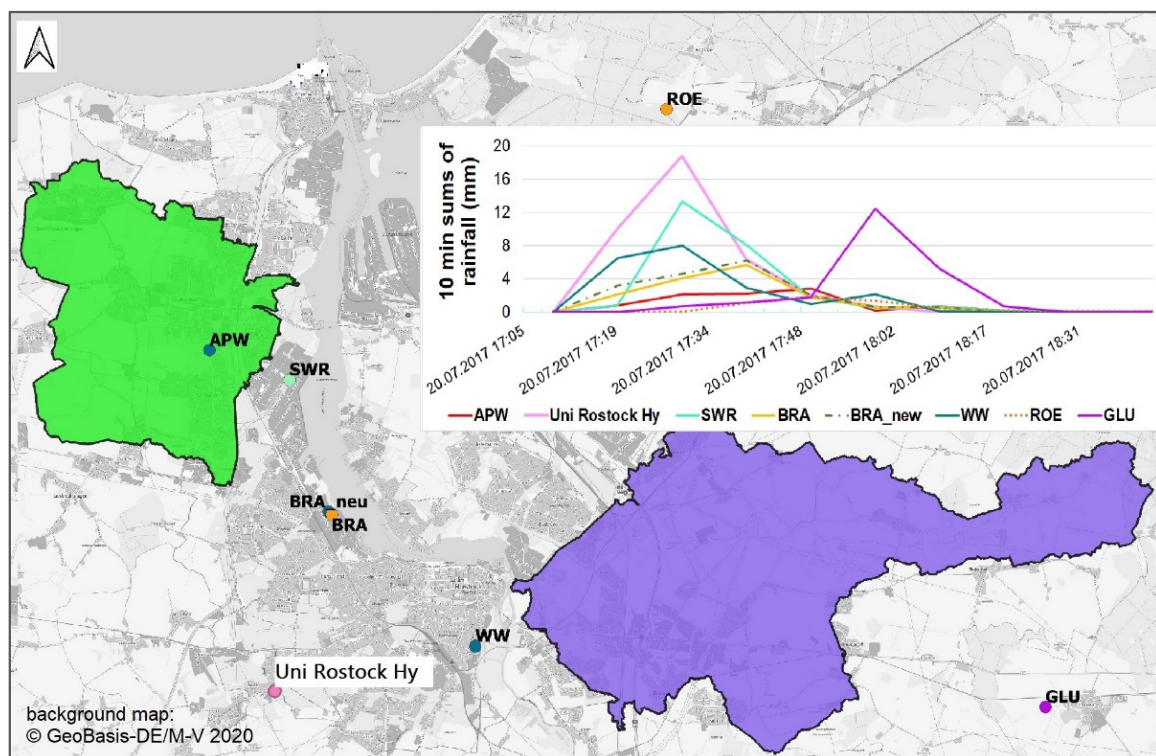 ROE
10 min sums of
rainfall (mm)
20
16
12
8
4
0
20.07.2017 17:05
20.07.2017 17:19
20.07.2017 17:34
20.07.2017 17:48
20.07.2017 18:02
20.07.2017 18:17
20.07.2017 18:31
APW Uni Rostock Hy SWR BRA BRA_new WW ROE GLU
APW
SWR
BRA_neu
BRA
WW
Uni Rostock Hy
GLU
background map:
© GeoBasis-DE/M-V 2020